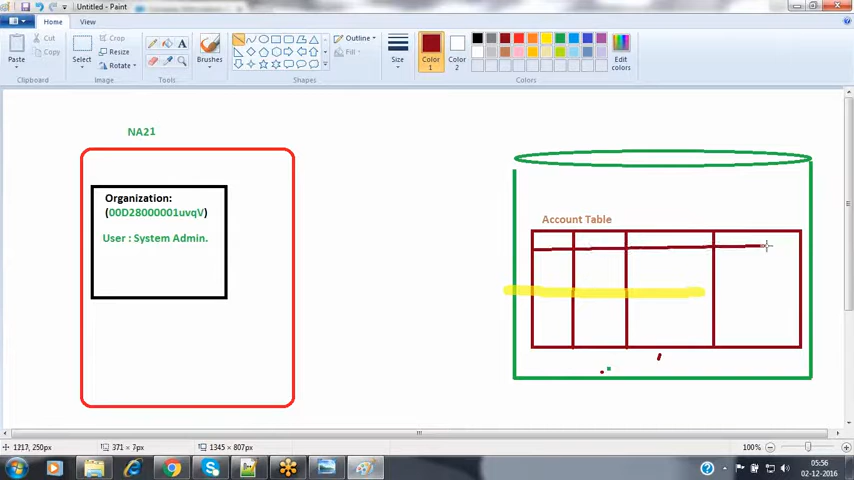 Untitled - Paint
Home
View
Paste
Cut
Copy
Clipboard
Select
Crop
Resize
Rotate
Image
A
Tools
Brushes
Shapes
Outline
Fill
Size
Color
1
Color
2
Edit
colors
Colors
NA21
Organization:
(00D28000001uvqV)
User : System Admin.
Account Table
1217, 250px
371 × 7px
1345 × 807px
100%
05:56
02-12-2016